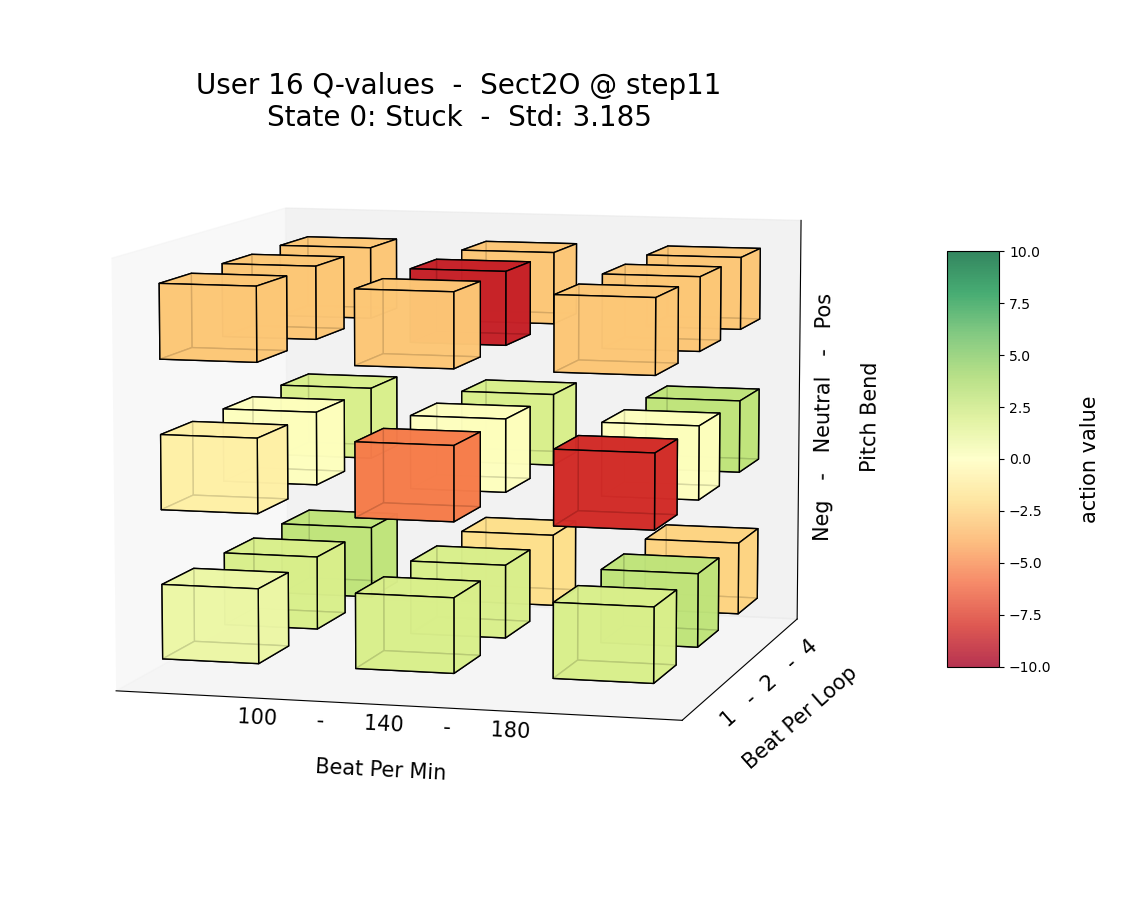 User 16 Q-values  -  Sect2O @ step11
State 0: Stuck  -  Std: 3.185
Neg   -   Neutral   -   Pos
Pitch Bend
1  -  2  -  4
Beat Per Loop
100     -     140     -     180
Beat Per Min
10.0
7.5
5.0
2.5
0.0
−2.5
−5.0
−7.5
−10.0
action value